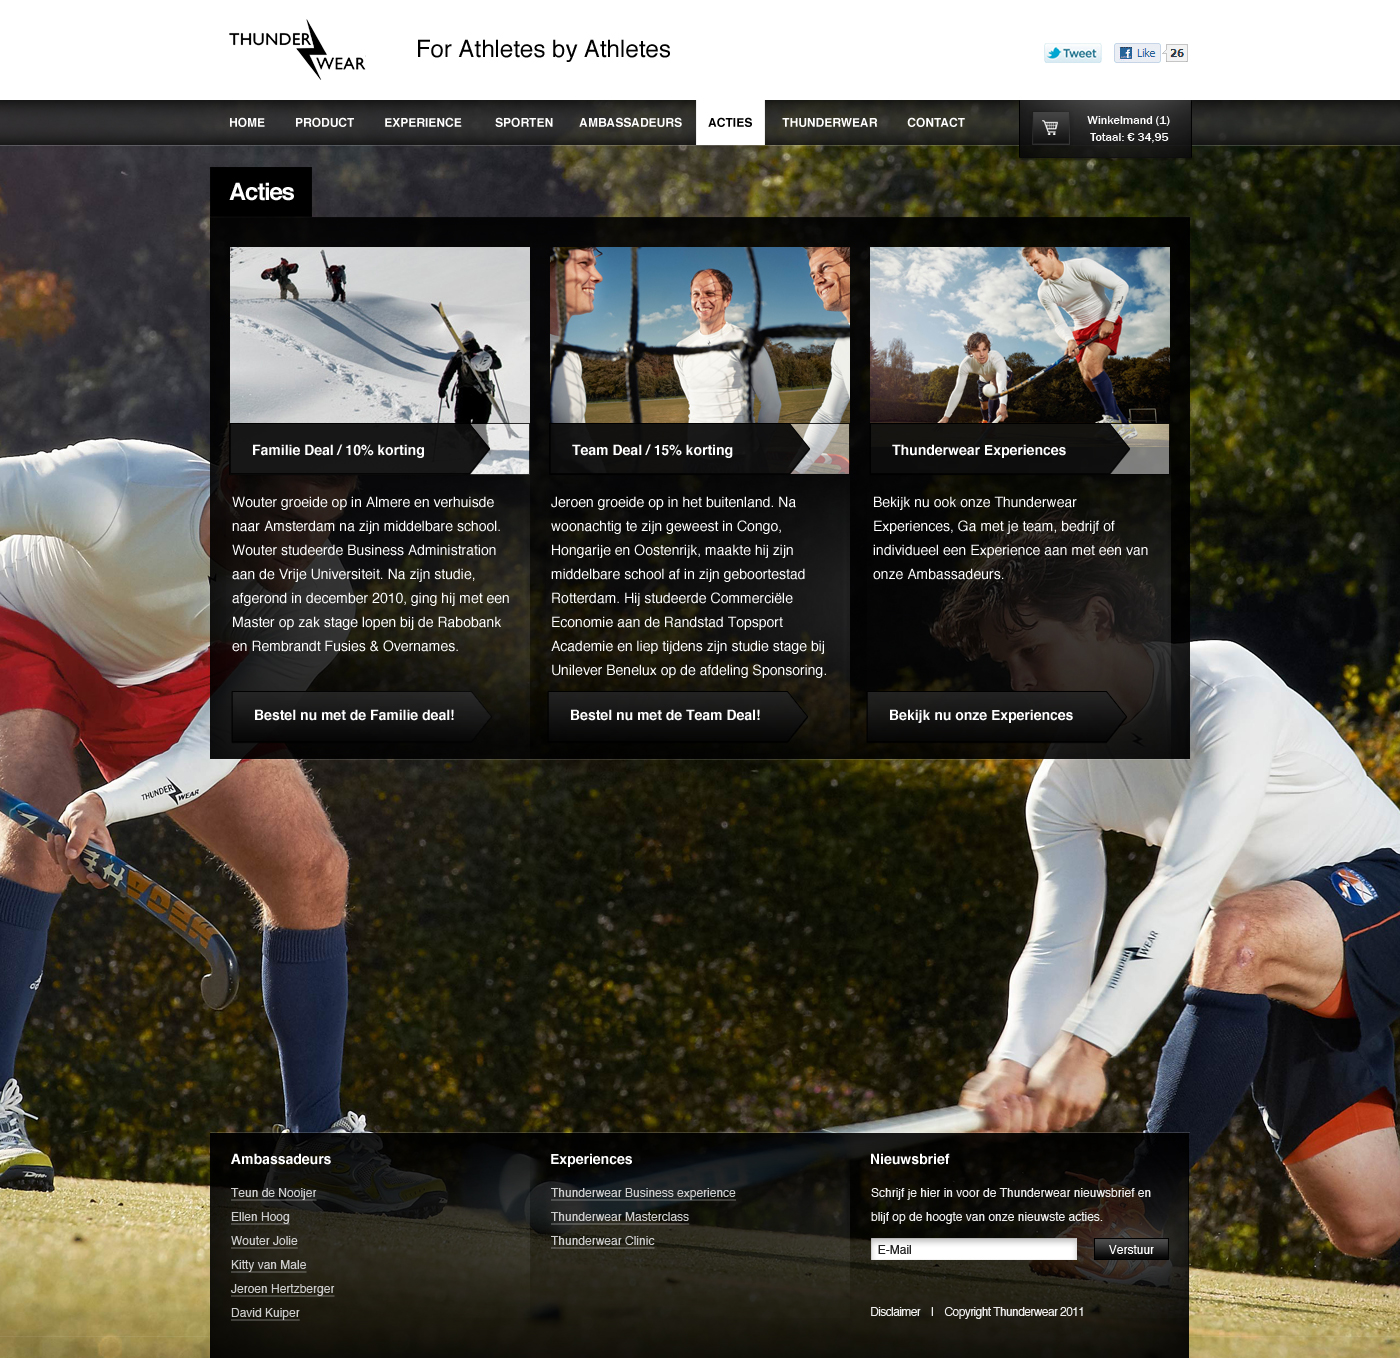 THUNDER
WEAR
For Athletes by Athletes
Tweet
Like 26
HOME PRODUCT EXPERIENCE SPORTEN AMBASSADEURS ACTIES THUNDERWEAR CONTACT
Winkelmand (1)
Totaal: € 34,95
Acties
Familie Deal / 10% korting
Wouter groeide op in Almere en verhuisde
naar Amsterdam na zijn middelbare school.
Wouter studeerde Business Administration
aan de Vrije Universiteit. Na zijn studie,
afgerond in december 2010, ging hij met een
Master op zak stage lopen bij de Rabobank
en Rembrandt Fusies & Overnames.
Bestel nu met de Familie deal!
Team Deal / 15% korting
Jeroen groeide op in het buitenland. Na
woonachtig te zijn geweest in Congo,
Hongarije en Oostenrijk, maakte hij zijn
middelbare school af in zijn geboortestad
Rotterdam. Hij studeerde Commerciële
Economie aan de Randstad Topsport
Academie en liep tijdens zijn studie stage bij
Unilever Benelux op de afdeling Sponsoring.
Bestel nu met de Team Deal!
Thunderwear Experiences
Bekijk nu ook onze Thunderwear
Experiences, Ga met je team, bedrijf of
individueel een Experience aan met een van
onze Ambassadeurs.
Bekijk nu onze Experiences
THUNDER WEAR
THUNDER WEAR
Ambassadeurs
Teun de Nooijer
Ellen Hoog
Wouter Jolie
Kitty van Male
Jeroen Hertzberger
David Kuiper
Experiences
Thunderwear Business experience
Thunderwear Masterclass
Thunderwear Clinic
Nieuwsbrief
Schrijf je hier in voor de Thunderwear nieuwsbrief en
blijf op de hoogte van onze nieuwste acties.
E-Mail
Verstuur
Disclaimer | Copyright Thunderwear 2011